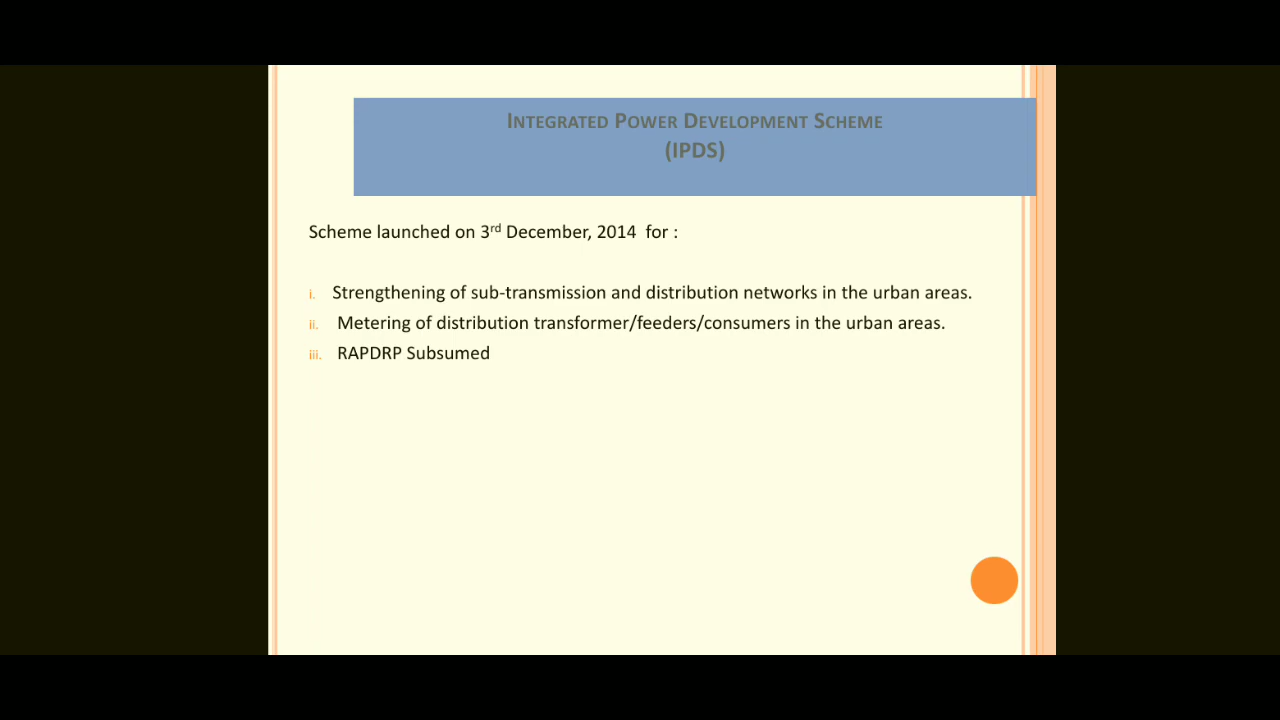 INTEGRATED POWER DEVELOPMENT SCHEME
(IPDS)
Scheme launched on 3rd December, 2014 for :
i. Strengthening of sub-transmission and distribution networks in the urban areas.
ii. Metering of distribution transformer/feeders/consumers in the urban areas.
iii. RAPDRP Subsumed